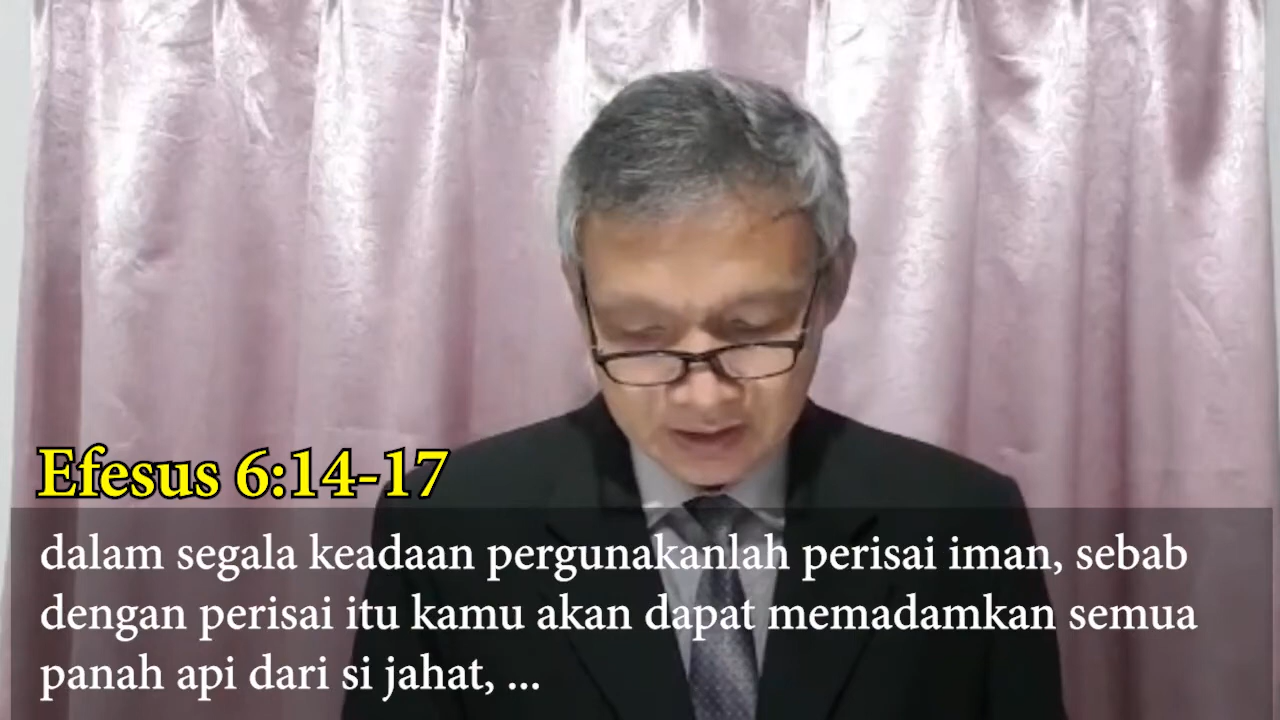 Efesus 6:14-17
dalam segala keadaan pergunakanlah perisai iman, sebab
dengan perisai itu kamu akan dapat memadamkan semua
panah api dari si jahat, ...